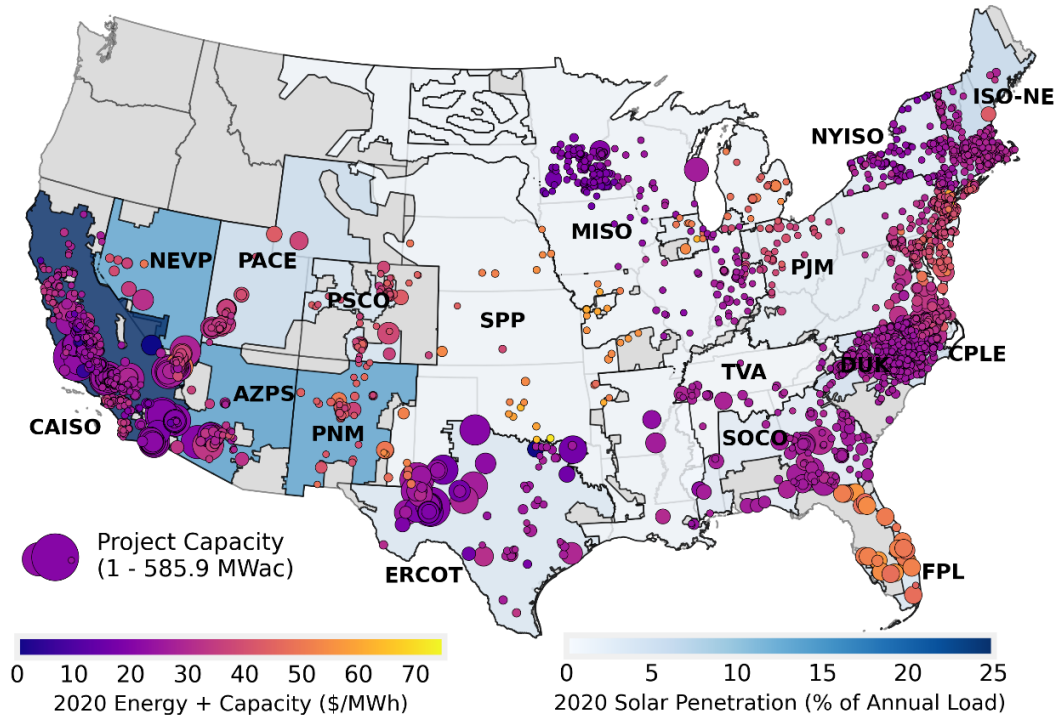 ISO-NE
NYISO
MISO
NEVP
PACE
PJM
PSCO
SPP
CPLE
DUK
TVA
AZPS
CAISO
PNM
SOCO
Project Capacity
(1 - 585.9 MWac)
ERCOT
FPL
0 10 20 30 40 50 60 70
2020 Energy + Capacity ($/MWh)
0 5 10 15 20 25
2020 Solar Penetration (% of Annual Load)